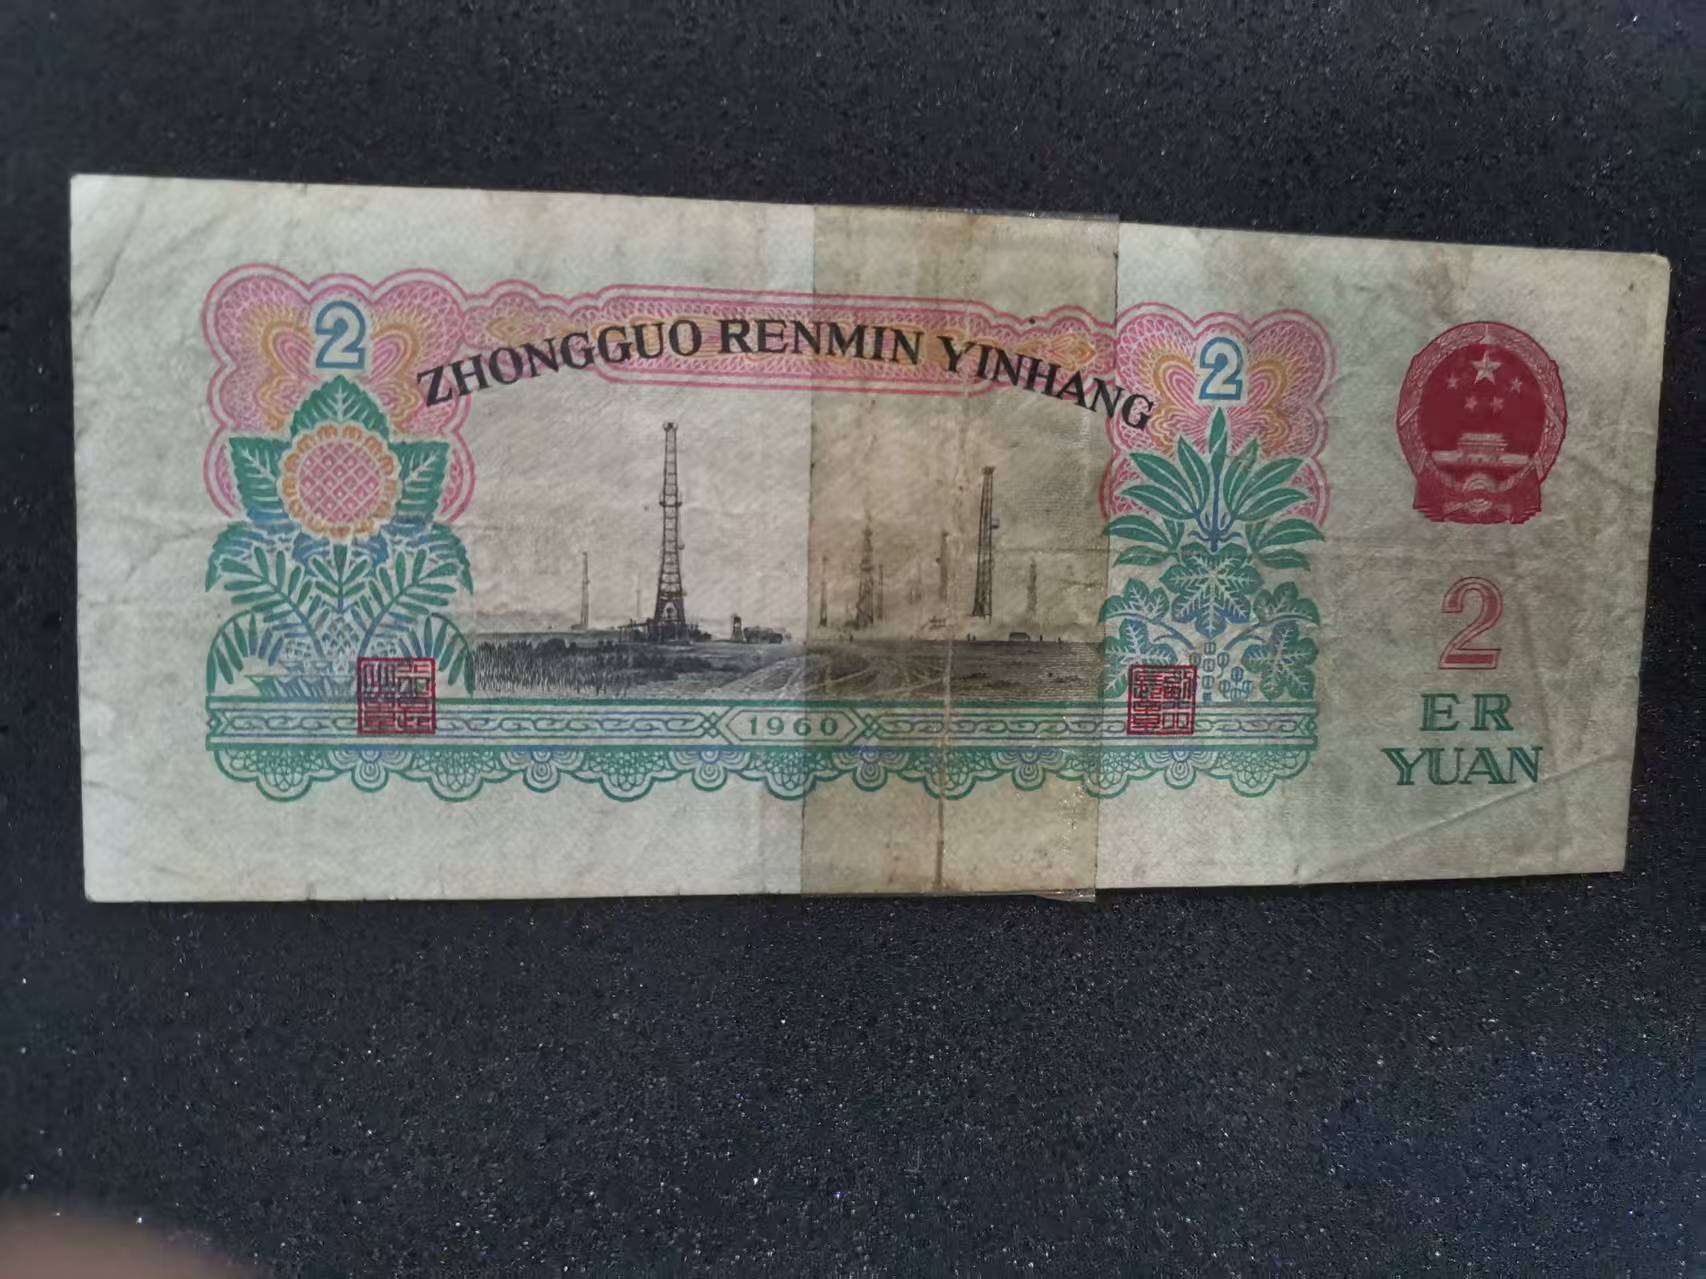 2
2
ZHONGGUO RENMIN YINHANG
2
ER
YUAN
1960